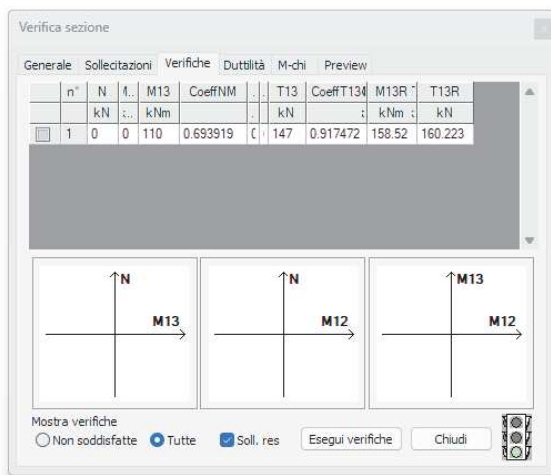 Verifica sezione
Generale Sollecitazioni Verifiche Duttilità M-chi Preview
n° N M13 CoeffNM T13 CoeffT13 M13R T13R
kN kNm kN kNm kN
1 0 0 110 0.693919 147 0.917472 158.52 160.223
N N M13
M13 M12 M12
Mostra verifiche
Non soddisfatte Tutte Soll. res Esegui verifiche Chiudi